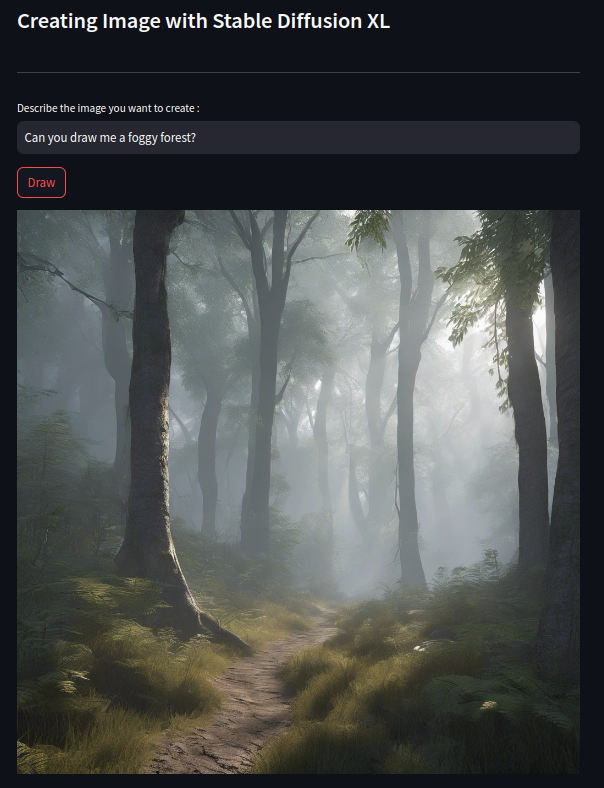 Creating Image with Stable Diffusion XL
Describe the image you want to create :
Can you draw me a foggy forest?
Draw